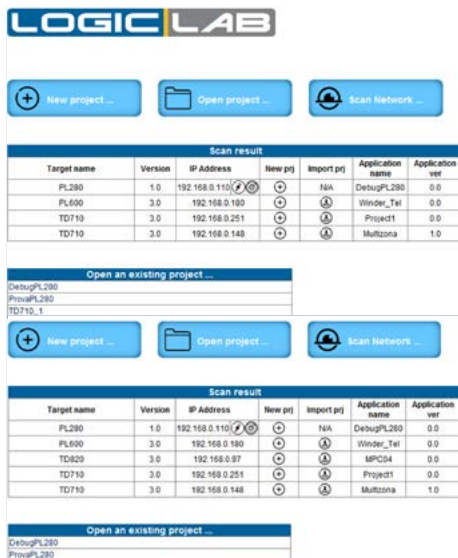 LOGIC LAB
New project ... Open project ... Scan Network ...
Scan result
Target name Version IP Address New prj Import prj Application name Application ver
PL280 1.0 192.168.0.110 N/A DebugPL280 0.0
PL600 3.0 192.168.0.180 Winder_Tel 0.0
TD710 3.0 192.168.0.251 Project1 0.0
TD710 3.0 192.168.0.148 Multizona 1.0
Open an existing project ...
DebugPL280
ProvaPL280
TD710_1
New project ... Open project ... Scan Network ...
Scan result
Target name Version IP Address New prj Import prj Application name Application ver
PL280 1.0 192.168.0.110 N/A DebugPL280 0.0
PL600 3.0 192.168.0.180 Winder_Tel 0.0
TD820 3.0 192.168.0.97 MPC04 0.0
TD710 3.0 192.168.0.251 Project1 0.0
TD710 3.0 192.168.0.148 Multizona 1.0
Open an existing project ...
DebugPL280
ProvaPL280